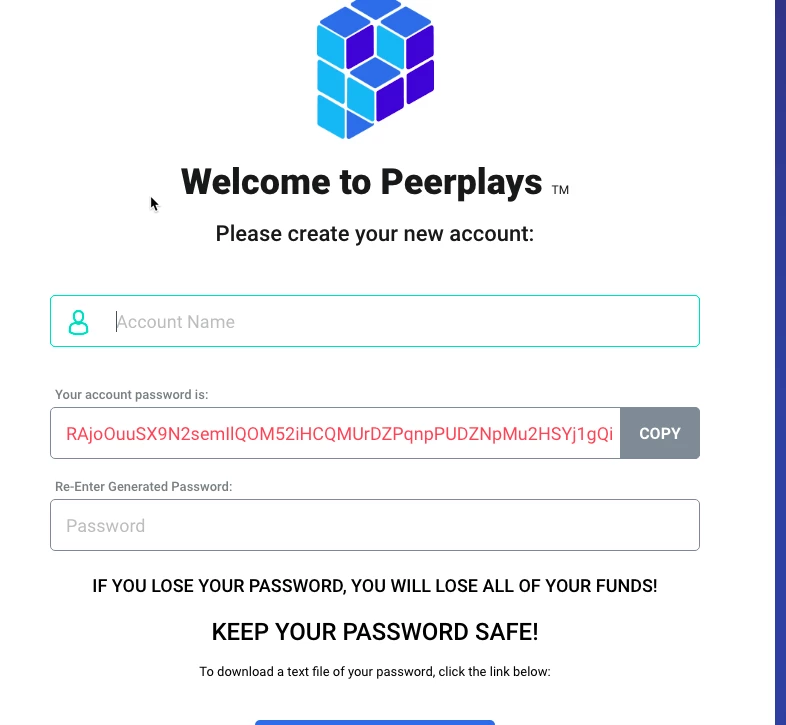 Welcome to Peerplays TM
Please create your new account:
Account Name
Your account password is:
RAjoOuuSX9N2semIlQOM52iHCQMUrDZPqnpPUDZNpMu2HSYj1gQi
COPY
Re-Enter Generated Password:
Password
IF YOU LOSE YOUR PASSWORD, YOU WILL LOSE ALL OF YOUR FUNDS!
KEEP YOUR PASSWORD SAFE!
To download a text file of your password, click the link below: